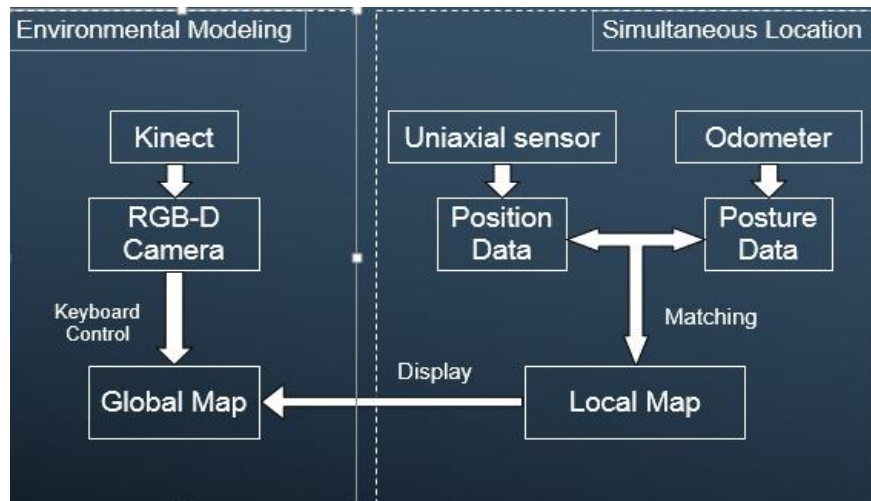 Environmental Modeling
Simultaneous Location
Kinect
Uniaxial sensor
Odometer
RGB-D
Camera
Position
Data
Posture
Data
Keyboard
Control
Matching
Display
Global Map
Local Map